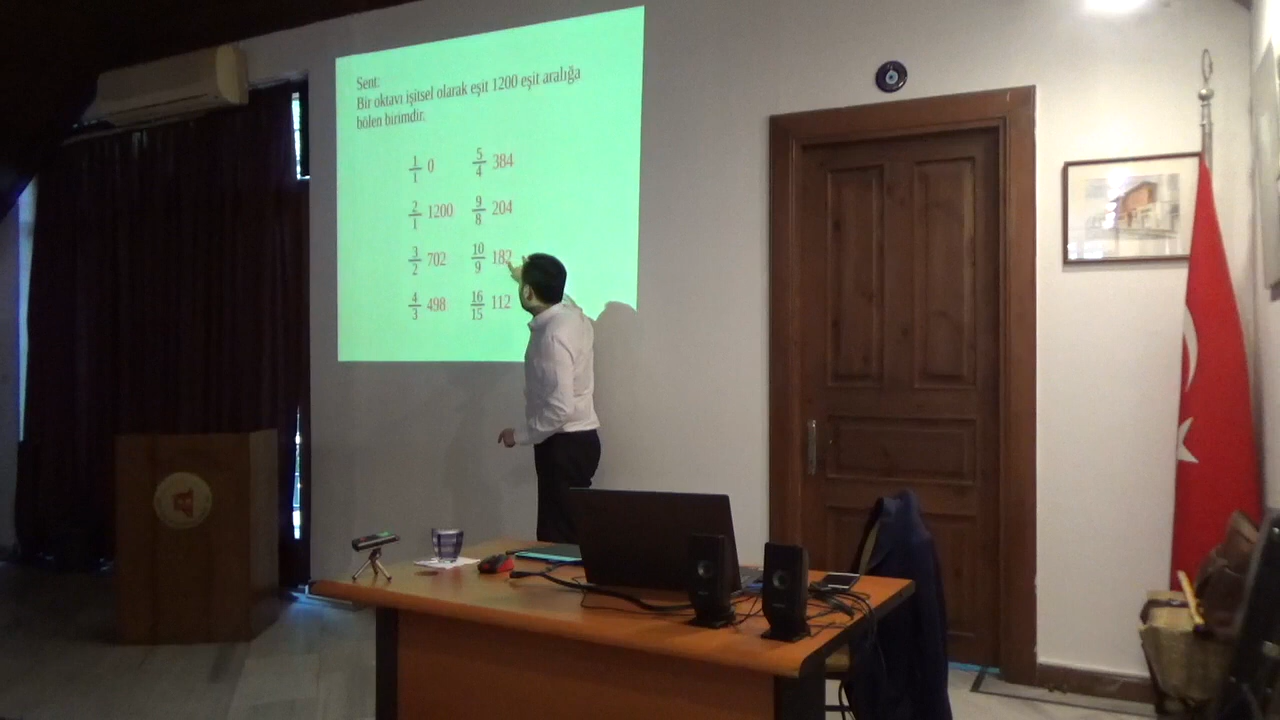 Sent:
Bir oktavı işitsel olarak eşit 1200 eşit aralığa
bölen birimdir.
1/1 0 5/4 384
2/1 1200 9/8 204
3/2 702 10/9 182
4/3 498 16/15 112